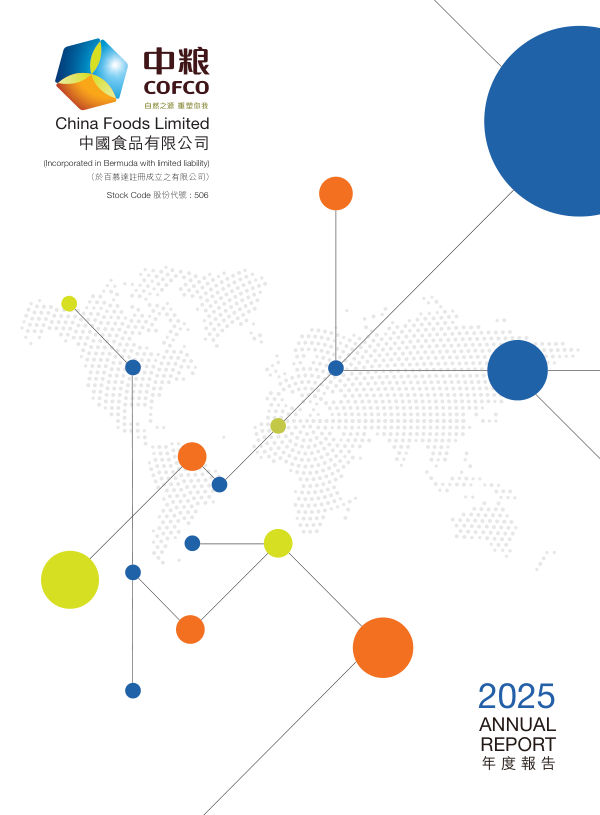 中粮
COFCO
自然之源 重塑你我
China Foods Limited
中國食品有限公司
(Incorporated in Bermuda with limited liability)
（於百慕達註冊成立之有限公司）
Stock Code 股份代號 : 506
2025
ANNUAL
REPORT
年度報告